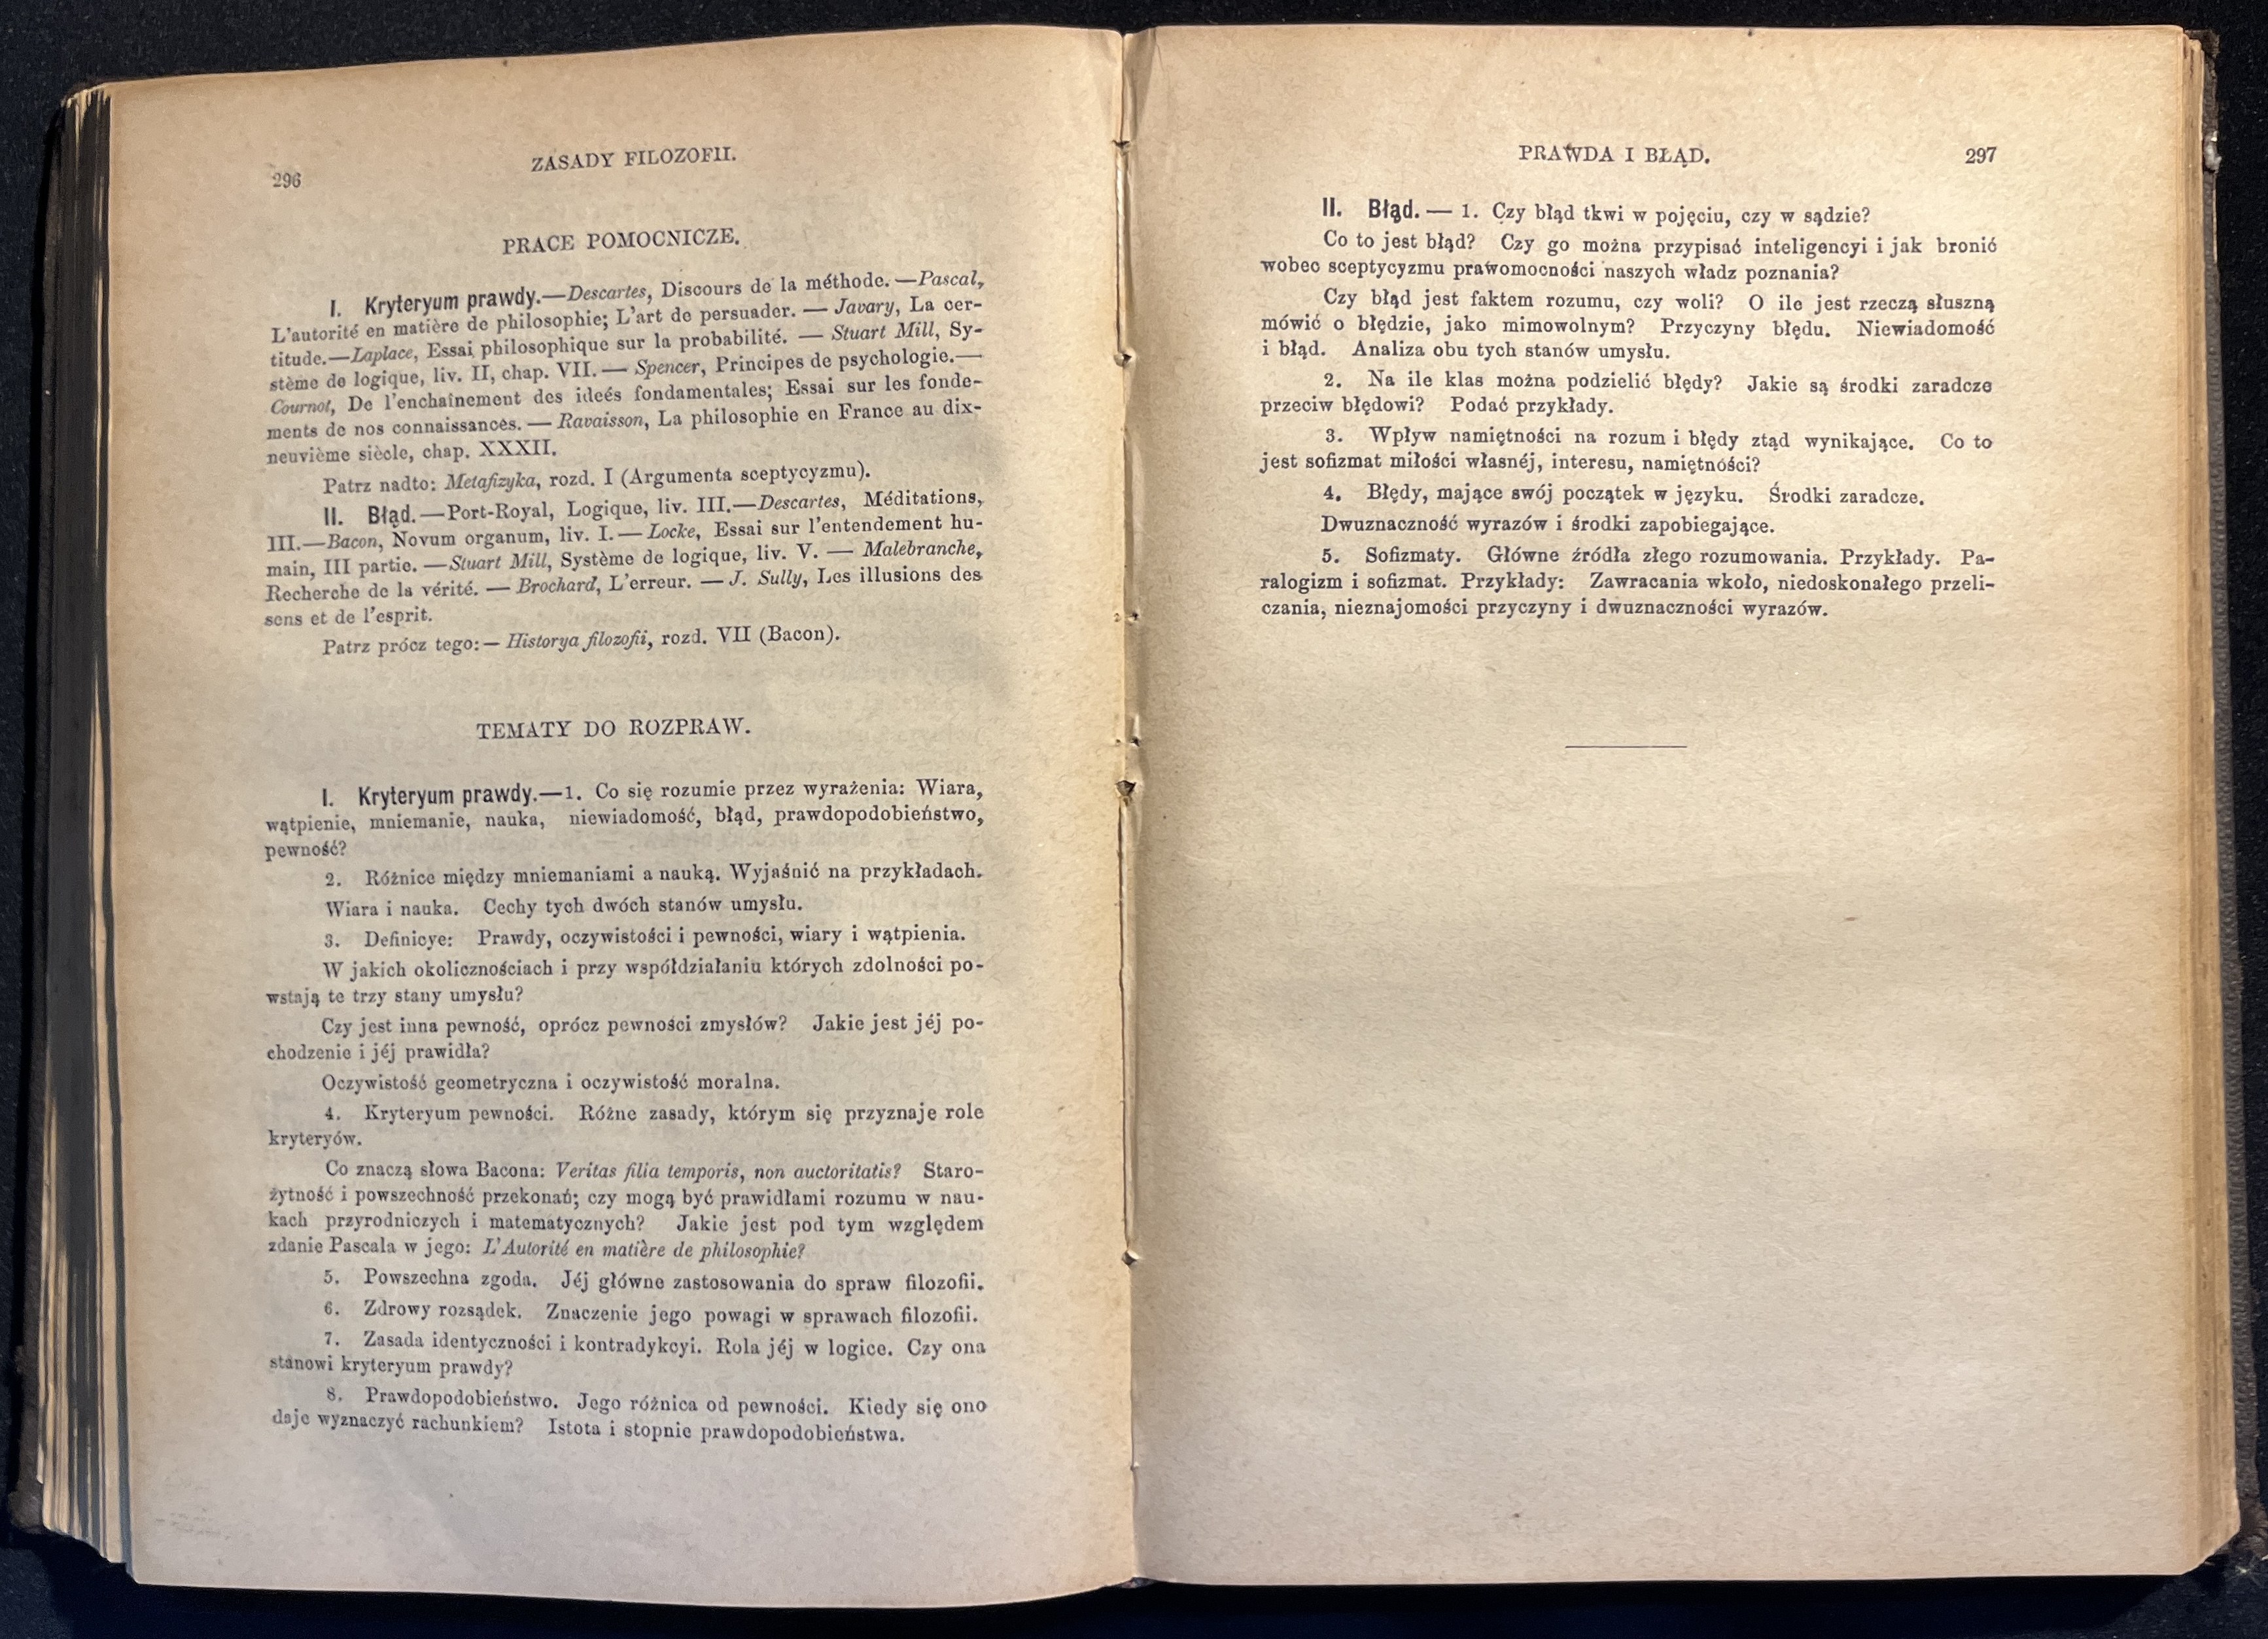 296
ZASADY FILOZOFII.
PRACE POMOCNICZE.
I. Kryteryum prawdy.—Descartes, Discours de la méthode. — Pascal,
L'autorité en matière de philosophie; L'art de persuader. — Javary, La cer-
titude.—Laplace, Essai philosophique sur la probabilité. — Stuart Mill, Sy-
stème de logique, liv. II, chap. VII. — Spencer, Principes de psychologie.—
Cournot, De l'enchaînement des ideés fondamentales; Essai sur les fonde-
ments de nos connaissances. — Ravaisson, La philosophie en France au dix-
neuvième siècle, chap. XXXII.
Patrz nadto: Metafizyka, rozd. I (Argumenta sceptycyzmu).
II. Błąd.—Port-Royal, Logique, liv. III.—Descartes, Méditations,
III.—Bacon, Novum organum, liv. I.—Locke, Essai sur l'entendement hu-
main, III partie. —Stuart Mill, Système de logique, liv. V. — Malebranche,
Recherche de la vérité. — Brochard, L'erreur. — J. Sully, Les illusions des
sens et de l'esprit.
Patrz prócz tego: — Historya filozofii, rozd. VII (Bacon).
TEMATY DO ROZPRAW.
I. Kryteryum prawdy.—1. Co się rozumie przez wyrażenia: Wiara,
wątpienie, mniemanie, nauka, niewiadomość, błąd, prawdopodobieństwo,
pewność?
2. Różnice między mniemaniami a nauką. Wyjaśnić na przykładach.
Wiara i nauka. Cechy tych dwóch stanów umysłu.
3. Definicye: Prawdy, oczywistości i pewności, wiary i wątpienia.
W jakich okolicznościach i przy współdziałaniu których zdolności po-
wstają te trzy stany umysłu?
Czy jest inna pewność, oprócz pewności zmysłów? Jakie jest jéj po-
chodzenie i jéj prawidła?
Oczywistość geometryczna i oczywistość moralna.
4. Kryteryum pewności. Różne zasady, którym się przyznaje role
kryteryów.
Co znaczą słowa Bacona: Veritas filia temporis, non auctoritatis? Staro-
żytność i powszechność przekonań; czy mogą być prawidłami rozumu w nau-
kach przyrodniczych i matematycznych? Jakie jest pod tym względem
zdanie Pascala w jego: L'Autorité en matière de philosophie?
5. Powszechna zgoda. Jéj główne zastosowania do spraw filozofii.
6. Zdrowy rozsądek. Znaczenie jego powagi w sprawach filozofii.
7. Zasada identyczności i kontradykcyi. Rola jéj w logice. Czy ona
stanowi kryteryum prawdy?
8. Prawdopodobieństwo. Jego różnica od pewności. Kiedy się ono
daje wyznaczyć rachunkiem? Istota i stopnie prawdopodobieństwa.
PRAWDA I BŁĄD.
297
II. Błąd. — 1. Czy błąd tkwi w pojęciu, czy w sądzie?
Co to jest błąd? Czy go można przypisać inteligencyi i jak bronić
wobec sceptycyzmu prawomocności naszych władz poznania?
Czy błąd jest faktem rozumu, czy woli? O ile jest rzeczą słuszną
mówić o błędzie, jako mimowolnym? Przyczyny błędu. Niewiadomość
i błąd. Analiza obu tych stanów umysłu.
2. Na ile klas można podzielić błędy? Jakie są środki zaradcze
przeciw błędowi? Podać przykłady.
3. Wpływ namiętności na rozum i błędy ztąd wynikające. Co to
jest sofizmat miłości własnéj, interesu, namiętności?
4. Błędy, mające swój początek w języku. Środki zaradcze.
Dwuznaczność wyrazów i środki zapobiegające.
5. Sofizmaty. Główne źródła złego rozumowania. Przykłady. Pa-
ralogizm i sofizmat. Przykłady: Zawracania wkoło, niedoskonałego przeli-
czania, nieznajomości przyczyny i dwuznaczności wyrazów.